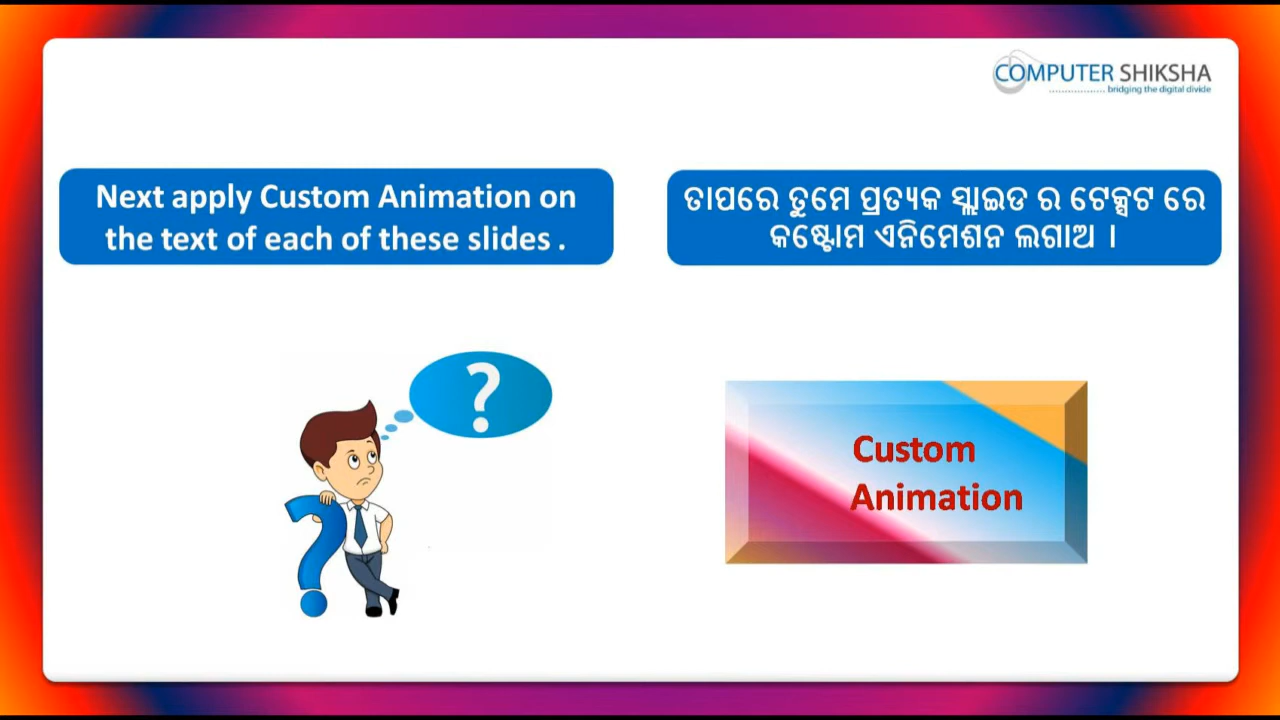 COMPUTER SHIKSHA
bridging the digital divide
Next apply Custom Animation on
the text of each of these slides .
ତାପରେ ତୁମେ ପ୍ରତ୍ୟକ ସ୍ଲାଇଡ ର ଟେକ୍ସଟ ରେ
କଷ୍ଟୋମ ଏନିମେଶନ ଲଗାଅ ।
?
Custom
Animation